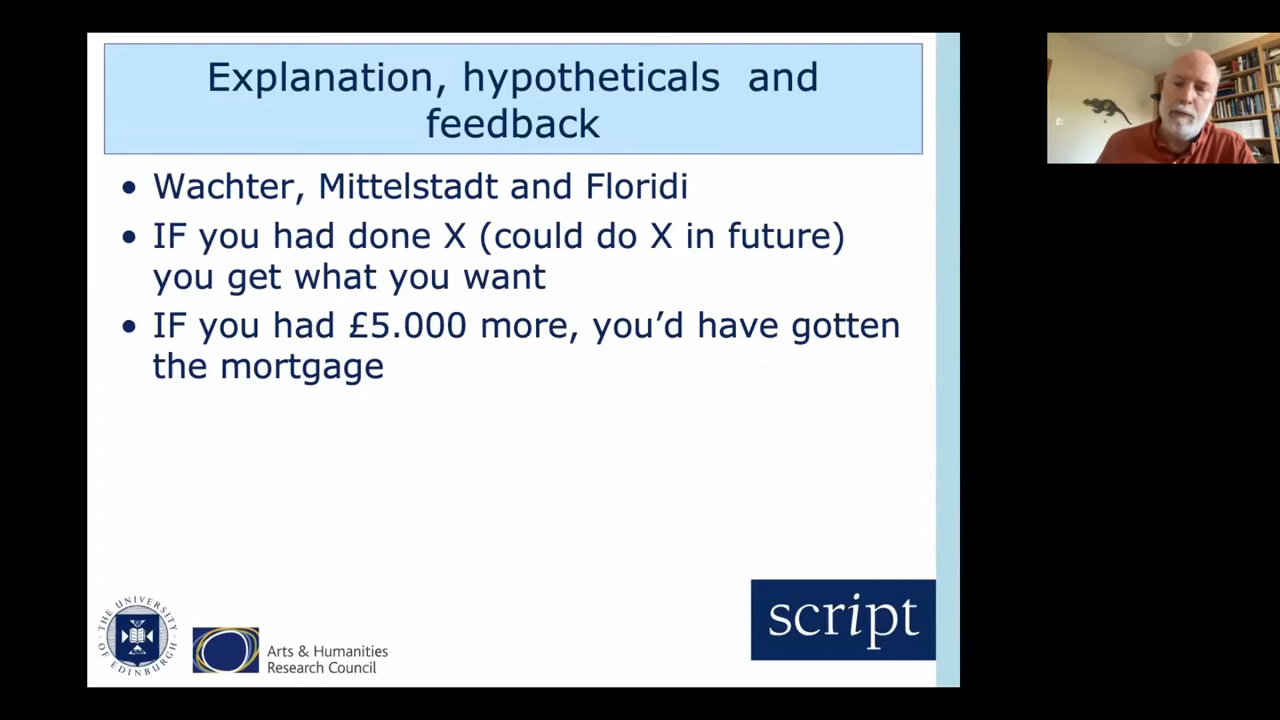 Explanation, hypotheticals and
feedback
• Wachter, Mittelstadt and Floridi
• IF you had done X (could do X in future)
you get what you want
• IF you had £5.000 more, you’d have gotten
the mortgage
THE UNIVERSITY OF EDINBURGH
Arts & Humanities
Research Council
script